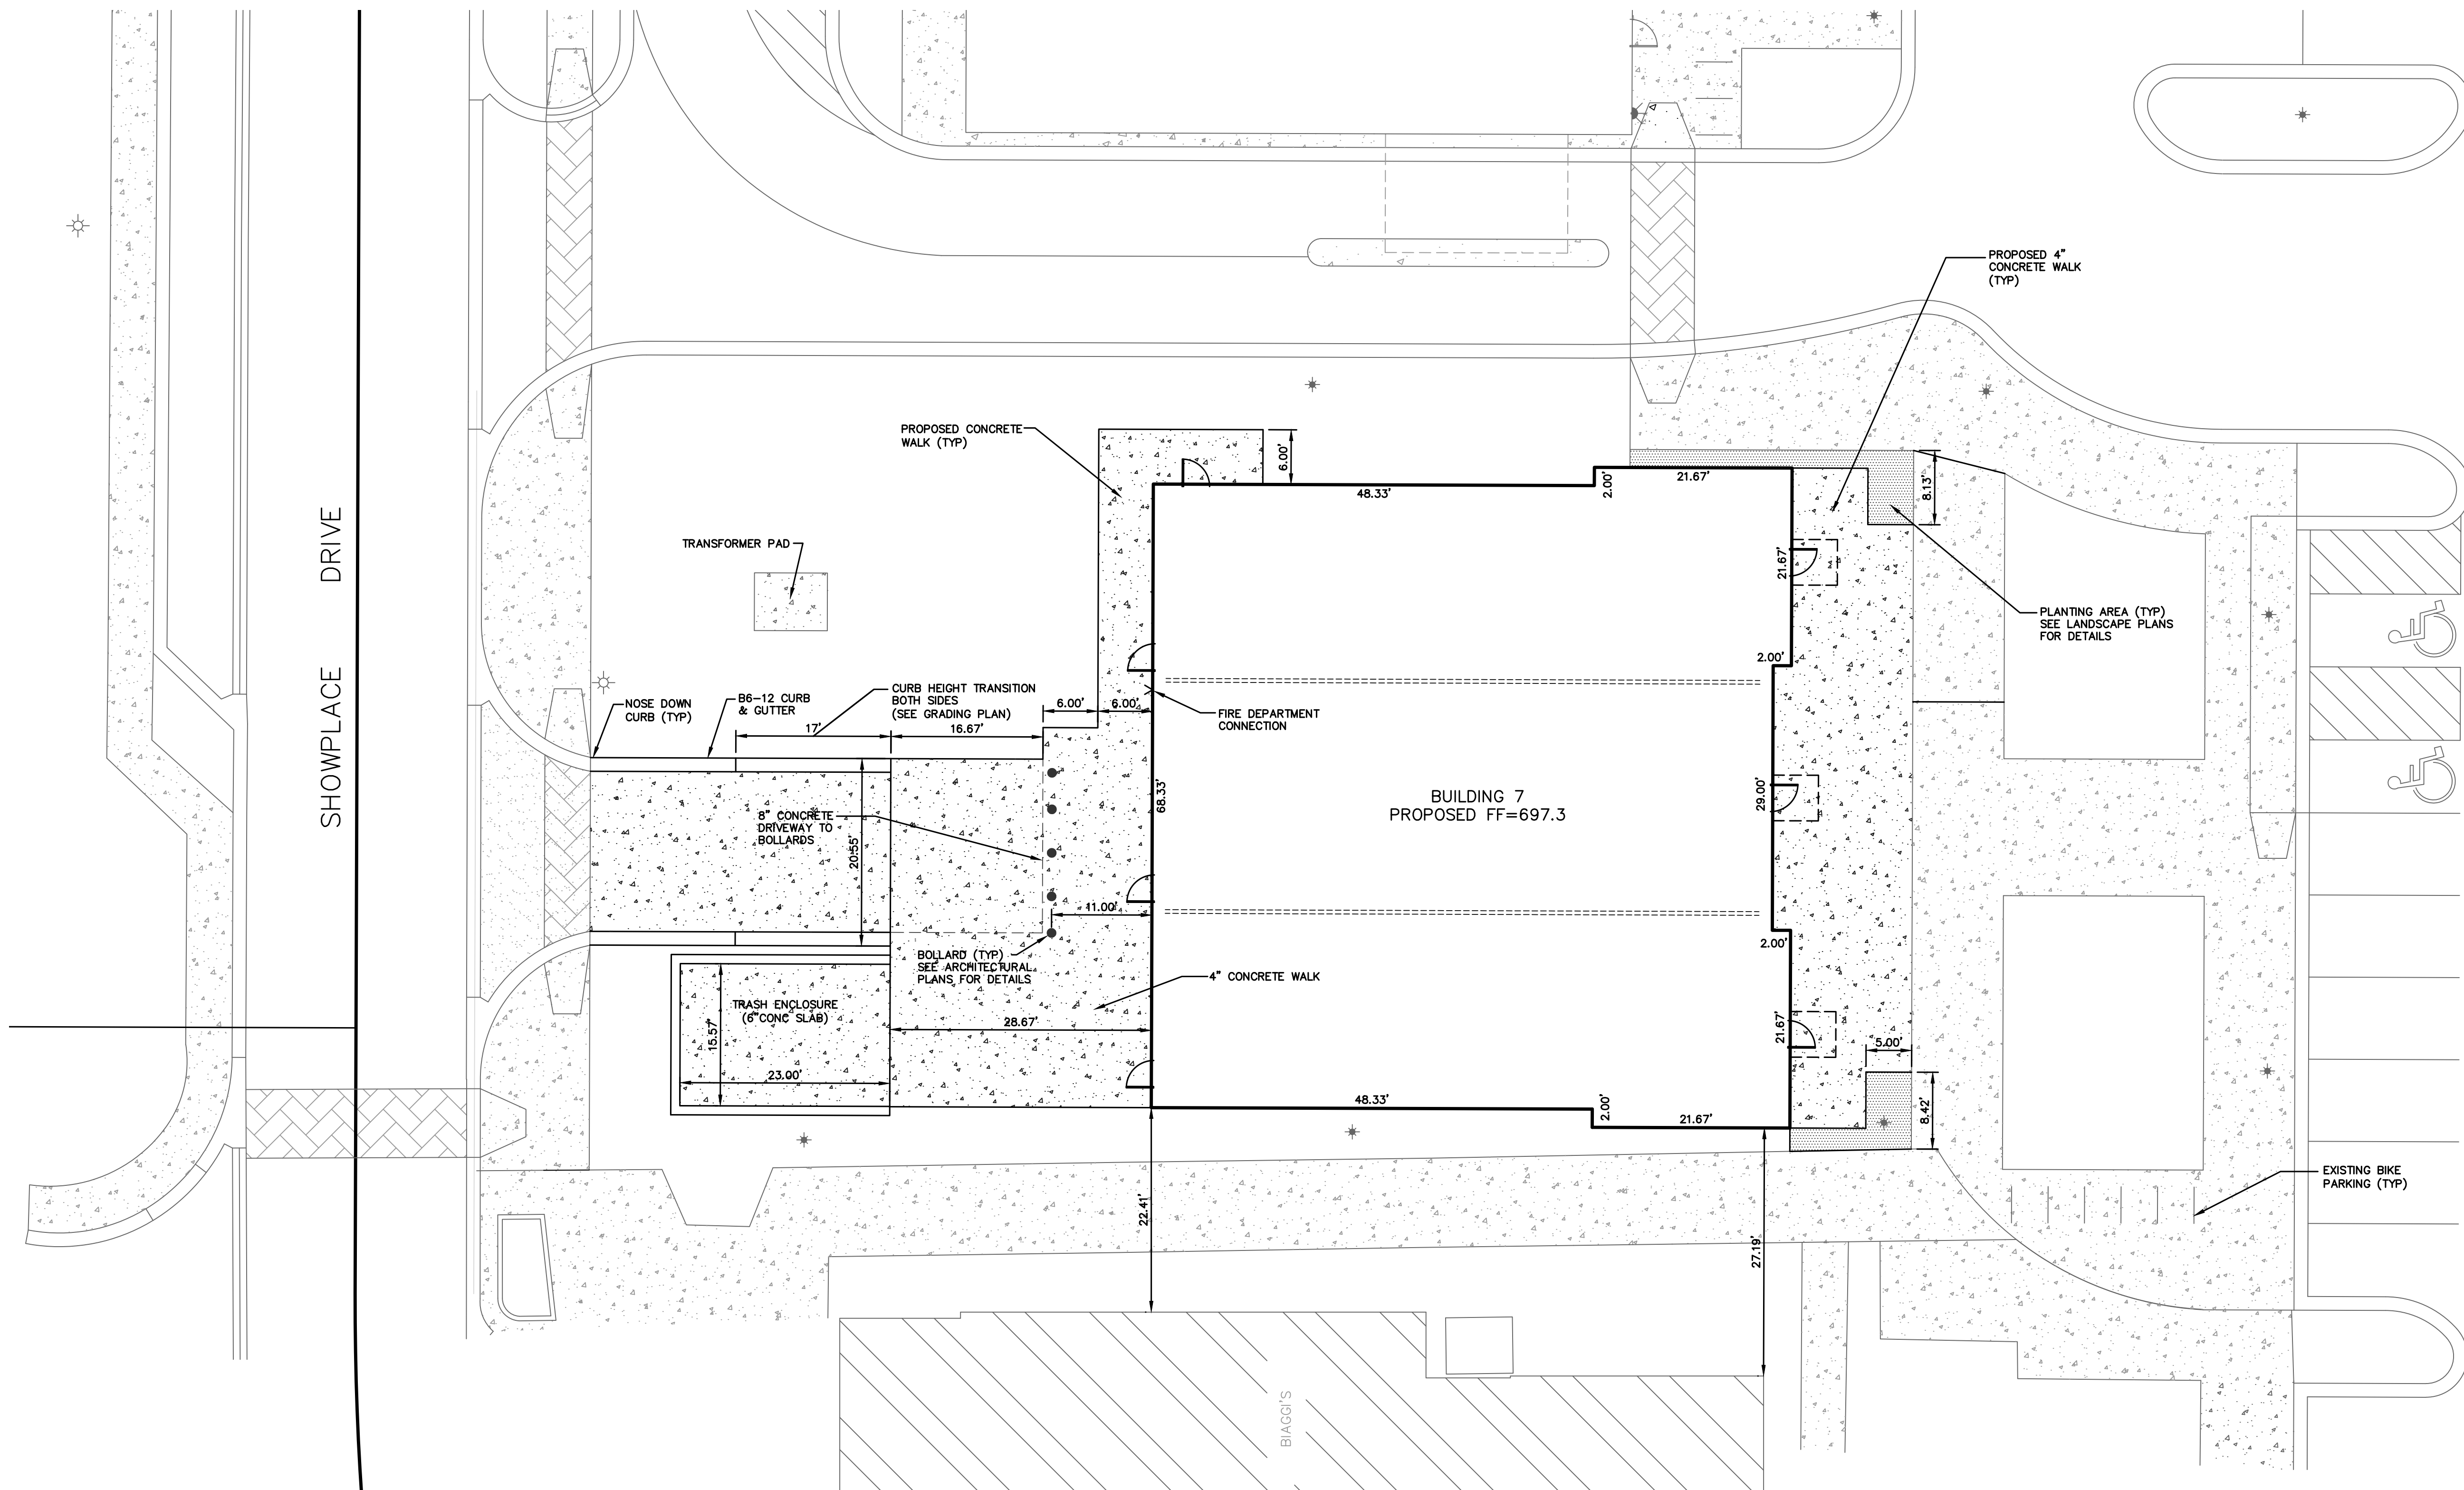 PROPOSED 4"
CONCRETE WALK
(TYP)
PROPOSED CONCRETE
WALK (TYP)
6.00'
48.33'
2.00'
21.67'
8.13'
SHOWPLACE DRIVE
TRANSFORMER PAD
21.67'
PLANTING AREA (TYP)
SEE LANDSCAPE PLANS
FOR DETAILS
2.00'
NOSE DOWN
CURB (TYP)
B6-12 CURB
& GUTTER
CURB HEIGHT TRANSITION
BOTH SIDES
(SEE GRADING PLAN)
17'
16.67'
6.00'
6.00'
FIRE DEPARTMENT
CONNECTION
68.33'
BUILDING 7
PROPOSED FF=697.3
29.00'
8" CONCRETE
DRIVEWAY TO
BOLLARDS
20.55'
11.00'
2.00'
BOLLARD (TYP)
SEE ARCHITECTURAL
PLANS FOR DETAILS
4" CONCRETE WALK
TRASH ENCLOSURE
(6"CONC SLAB)
15.57'
23.00'
28.67'
21.67'
5.00'
48.33'
2.00'
21.67'
8.42'
22.41'
27.19'
EXISTING BIKE
PARKING (TYP)
BIAGGI'S